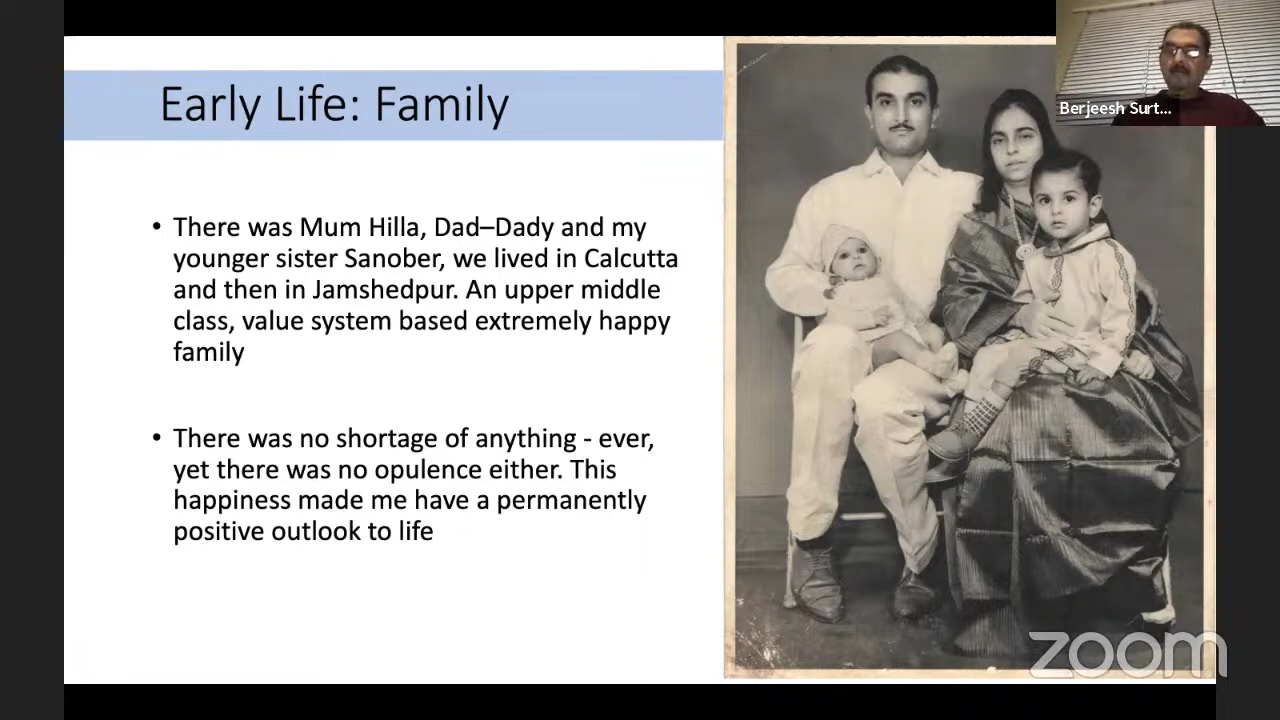 Early Life: Family
Berjeesh Surt...
• There was Mum Hilla, Dad–Dady and my
younger sister Sanober, we lived in Calcutta
and then in Jamshedpur. An upper middle
class, value system based extremely happy
family
• There was no shortage of anything - ever,
yet there was no opulence either. This
happiness made me have a permanently
positive outlook to life
zoom